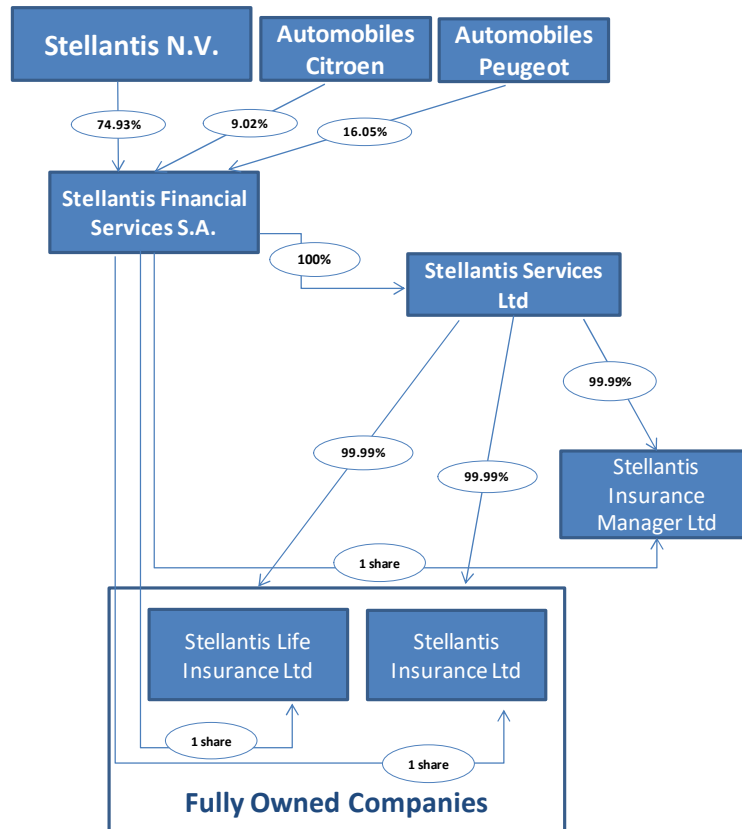 Stellantis N.V.
Automobiles
Citroen
Automobiles
Peugeot
74.93%
9.02%
16.05%
Stellantis Financial
Services S.A.
100%
Stellantis Services
Ltd
99.99%
99.99%
99.99%
Stellantis
Insurance
Manager Ltd
1 share
Stellantis Life
Insurance Ltd
Stellantis
Insurance Ltd
1 share
1 share
Fully Owned Companies